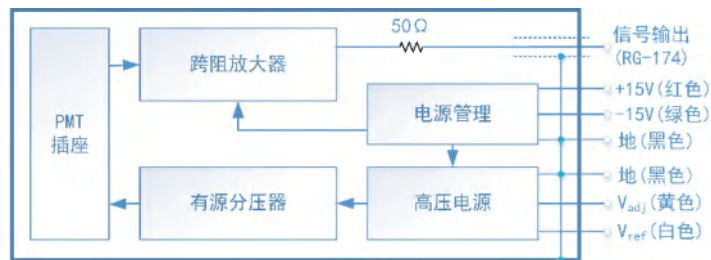 50Ω
信号输出
(RG-174)
跨阻放大器
+15V(红色)
PMT
插座
电源管理
-15V(绿色)
地(黑色)
地(黑色)
有源分压器
高压电源
Vadj(黄色)
Vref(白色)